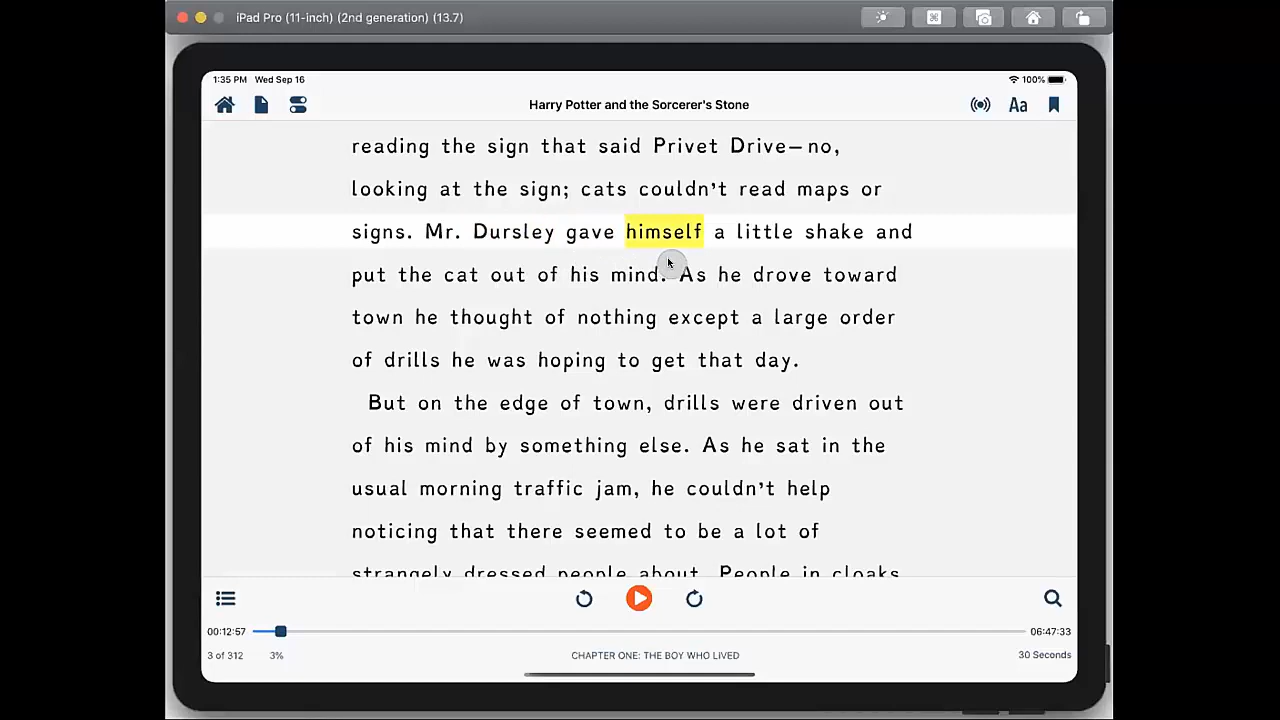 iPad Pro (11-inch) (2nd generation) (13.7)
1:35 PM Wed Sep 16
100%
Harry Potter and the Sorcerer's Stone
Aa
reading the sign that said Privet Drive—no,
looking at the sign; cats couldn't read maps or
signs. Mr. Dursley gave himself a little shake and
put the cat out of his mind. As he drove toward
town he thought of nothing except a large order
of drills he was hoping to get that day.
But on the edge of town, drills were driven out
of his mind by something else. As he sat in the
usual morning traffic jam, he couldn't help
noticing that there seemed to be a lot of
strangely dressed people about. People in cloaks
00:12:57
06:47:33
3 of 312 3%
CHAPTER ONE: THE BOY WHO LIVED
30 Seconds